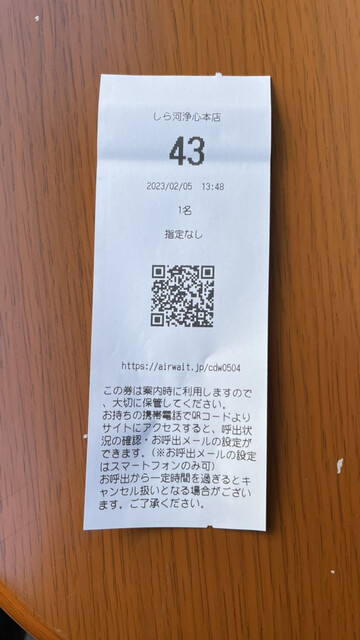 しら河浄心本店
43
2023/02/05 13:48
1名
指定なし
https://airwait.jp/cdw0504
この券は案内時に利用しますので
、大切に保管してください。
お持ちの携帯電話でQRコードより
サイトにアクセスすると、呼出状
況の確認・お呼出メールの設定が
できます。(※お呼出メールの設定
はスマートフォンのみ可)
お呼出から一定時間を過ぎるとキ
ャンセル扱いとなる場合がござい
ます。ご了承ください。